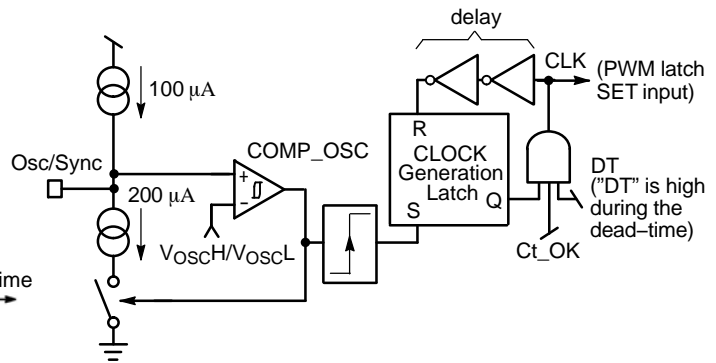 delay
CLK
(PWM latch
SET input)
100 μA
R
CLOCK
Generation
Latch
S
Q
COMP_OSC
Osc/Sync
+
−
200 μA
VOSCH/VOSCL
DT
("DT" is high
during the
dead−time)
Ct_OK
ime